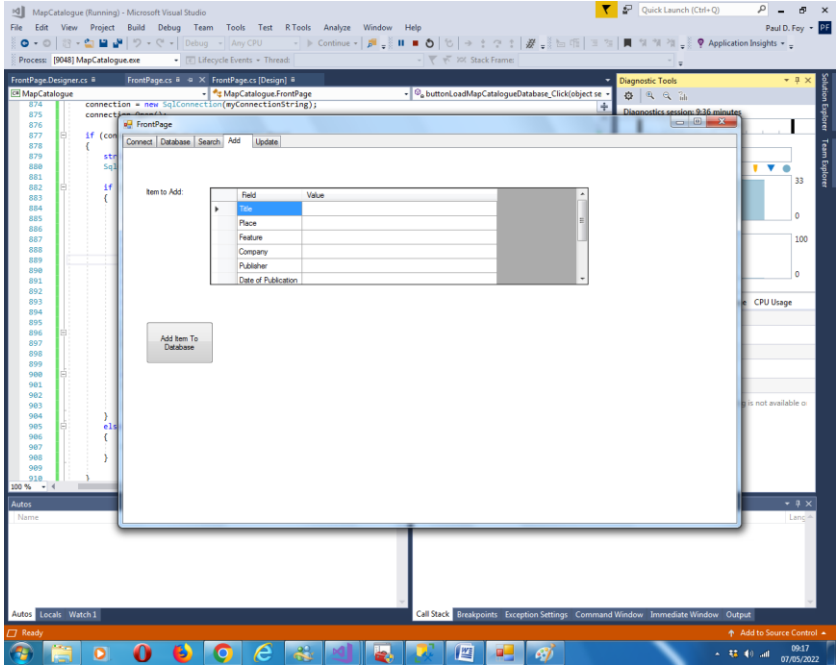 MapCatalogue (Running) - Microsoft Visual Studio
Quick Launch (Ctrl+Q)
File Edit View Project Build Debug Team Tools Test R Tools Analyze Window Help
Paul D. Foy PF
Debug Any CPU Continue Application Insights
Process: [9048] MapCatalogue.exe Lifecycle Events Thread: Stack Frame:
FrontPage.Designer.cs FrontPage.cs FrontPage.cs [Design]
Diagnostic Tools
MapCatalogue MapCatalogue.FrontPage buttonLoadMapCatalogueDatabase_Click(object se
874 connection = new SqlConnection(myConnectionString);
Diagnostics session: 9:36 minutes
875
876
877 if (con
878 {
879 str
880 Sql
881
882 if
883 {
884
885
886
887
888
889
890
891
892
893
894
895
896
897
898
899
900
901
902
903
904 }
905 els
906 {
907
908 }
909
910 }
100 %
FrontPage
Connect Database Search Add Update
Item to Add:
Field Value
Title
Place
Feature
Company
Publisher
Date of Publication
Add Item To
Database
33
0
100
0
CPU Usage
g is not available o
Solution Explorer
Team Explorer
Autos
Name
Lang
Autos Locals Watch 1
Call Stack Breakpoints Exception Settings Command Window Immediate Window Output
Ready
Add to Source Control
09:17
07/05/2022